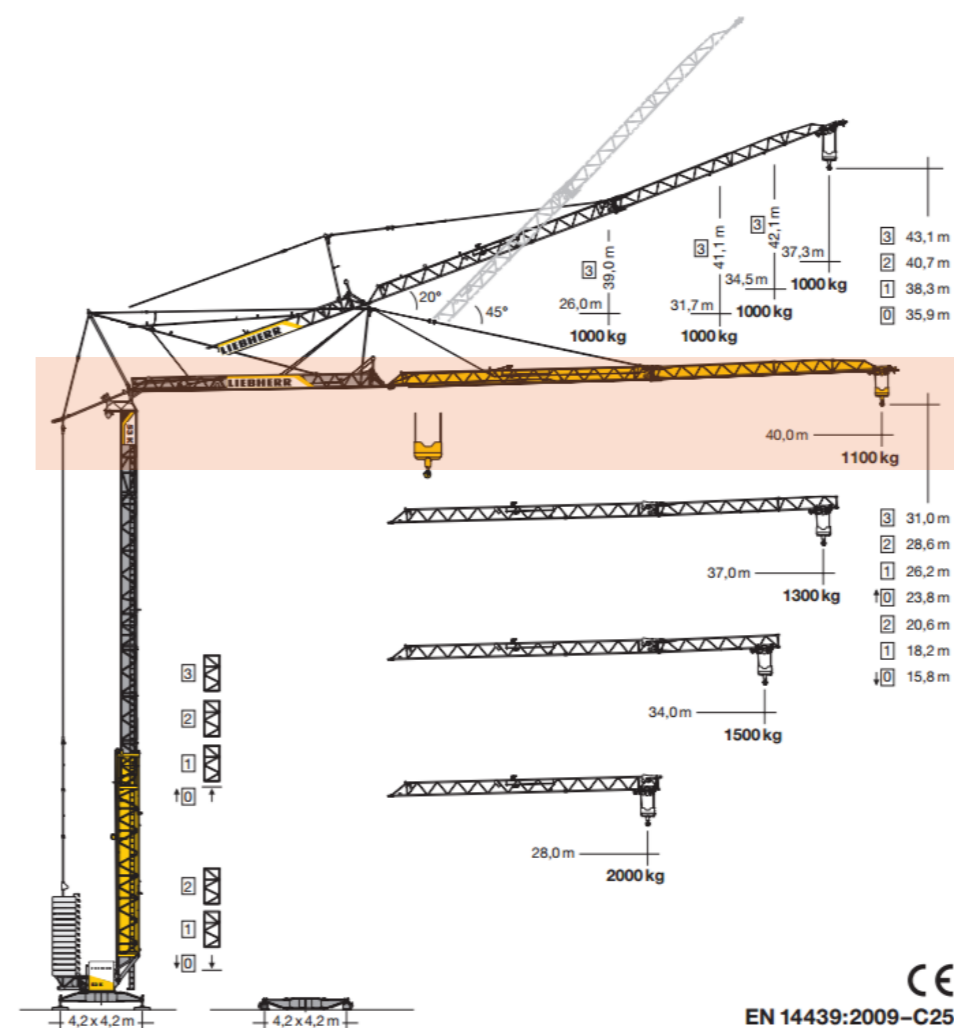 3 43,1 m
2 40,7 m
1 38,3 m
0 35,9 m
3 42,1 m
37,3 m
1000 kg
3 41,1 m
34,5 m
1000 kg
3 39,0 m
31,7 m
1000 kg
26,0 m
1000 kg
20°
45°
LIEBHERR
LIEBHERR
53 K
40,0 m
1100 kg
3 31,0 m
2 28,6 m
1 26,2 m
↑0 23,8 m
2 20,6 m
1 18,2 m
↓0 15,8 m
37,0 m
1300 kg
34,0 m
1500 kg
28,0 m
2000 kg
3
2
1
↑0↑
2
1
↓0↓
4,2 x 4,2 m
4,2 x 4,2 m
CE
EN 14439:2009–C25